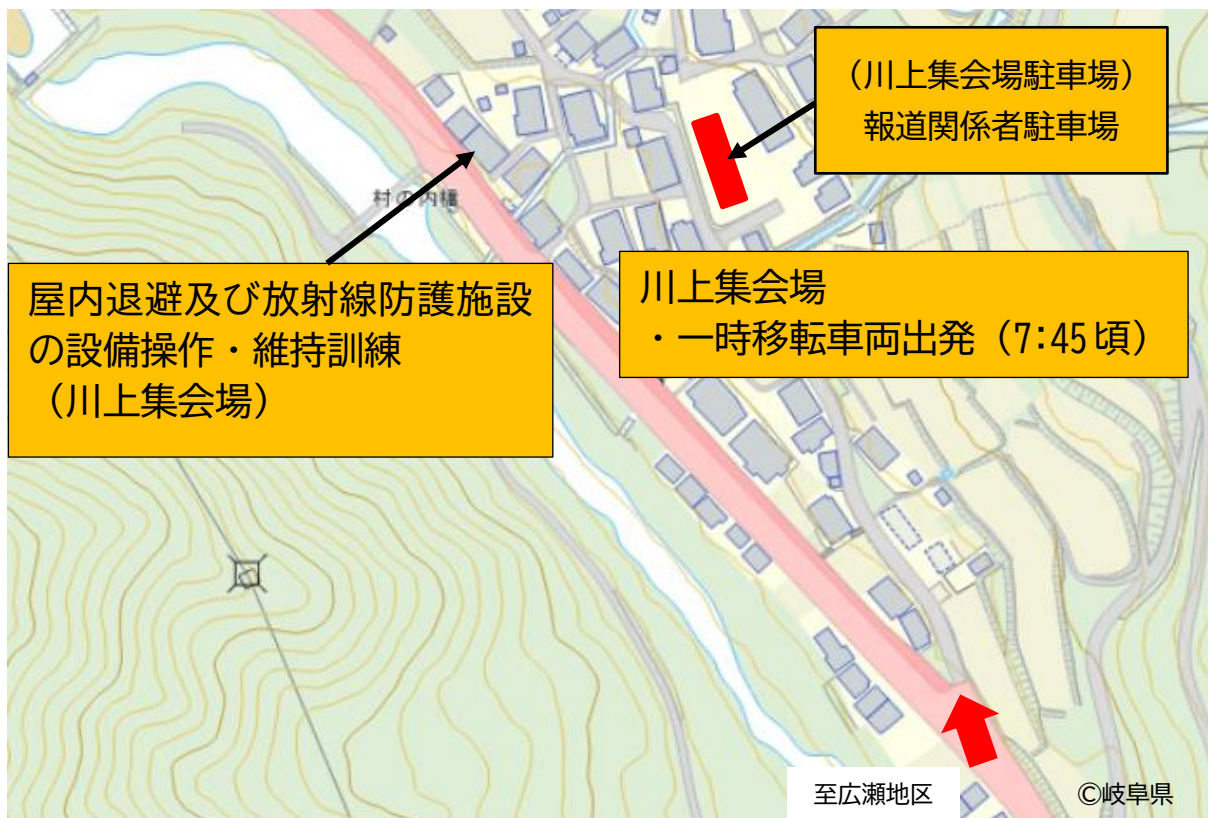 （川上集会場駐車場）
報道関係者駐車場
村の内橋
屋内退避及び放射線防護施設
の設備操作・維持訓練
（川上集会場）
川上集会場
・一時移転車両出発（7:45頃）
至広瀬地区
©岐阜県